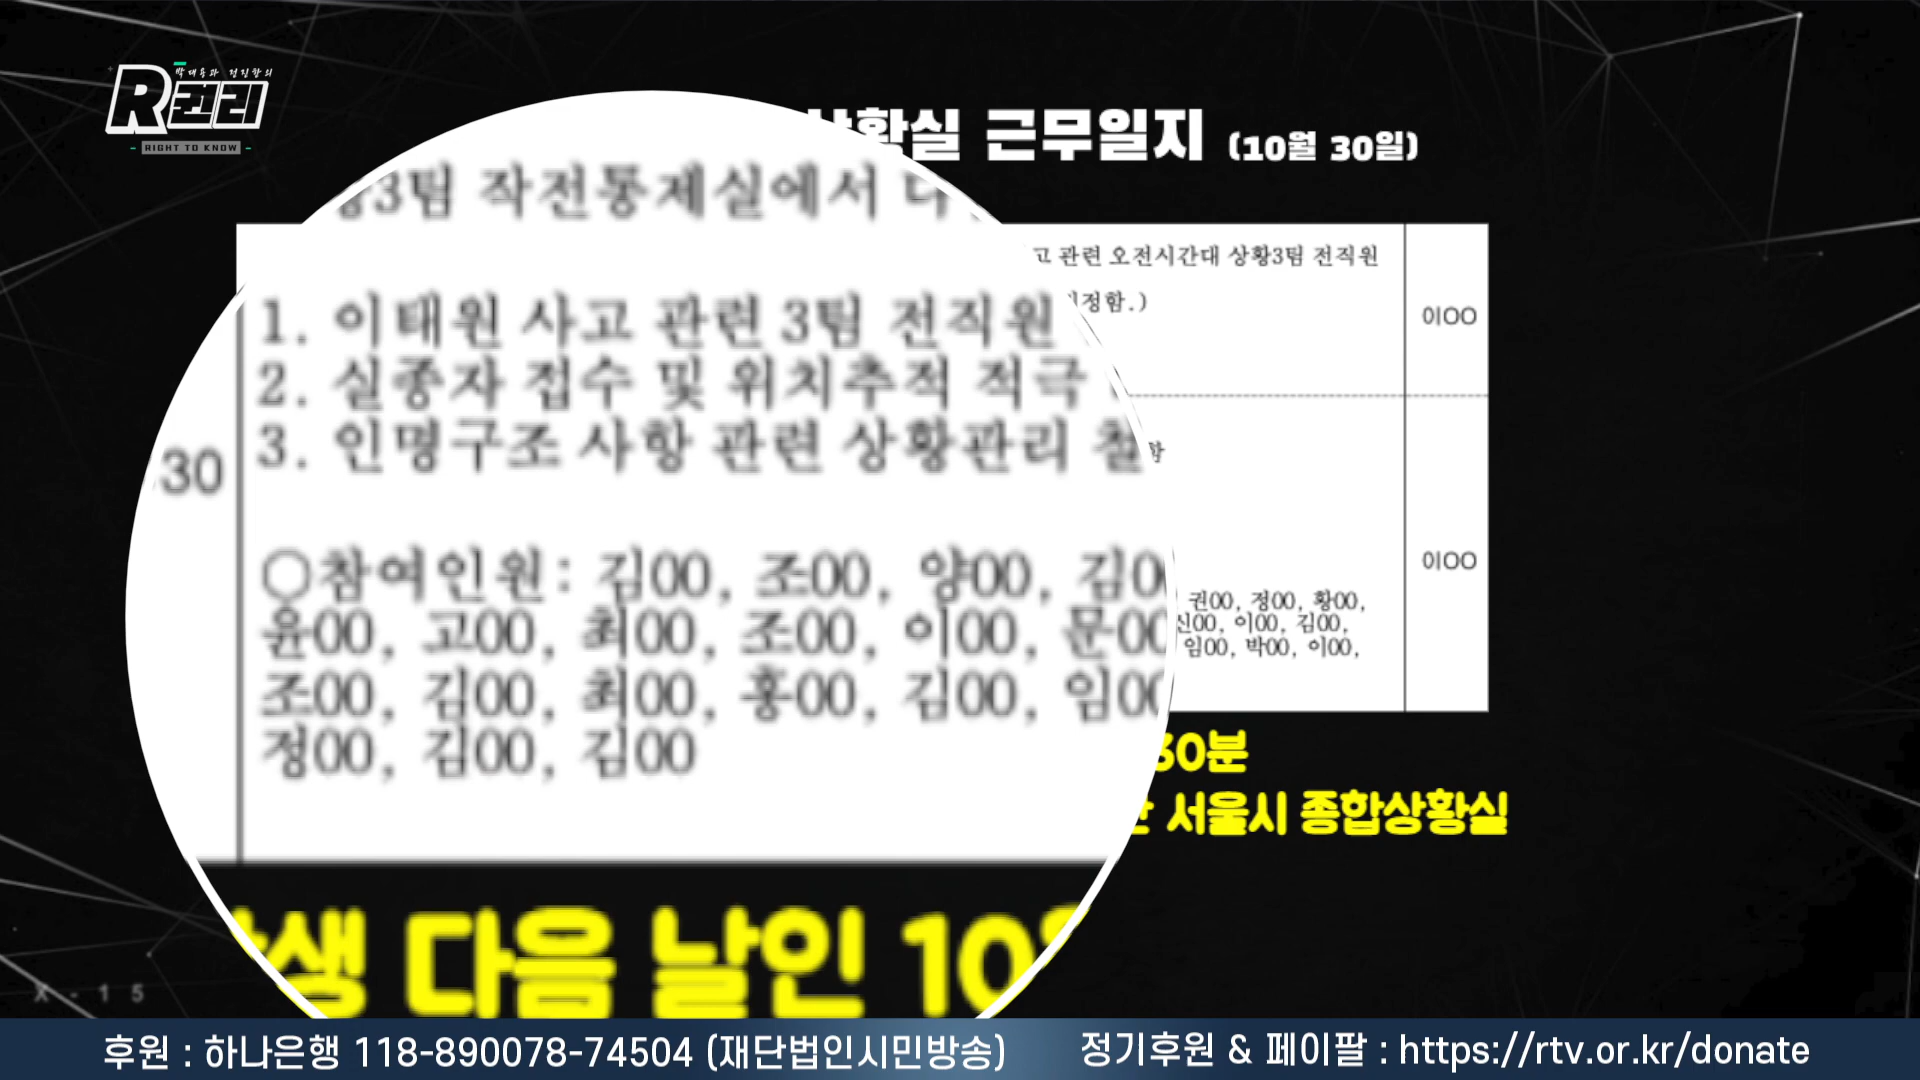 박대용과 정진항의
R권리
RIGHT TO KNOW
상황실 근무일지 (10월 30일)
3팀 작전통제실에서
고 관련 오전시간대 상황3팀 전직원
정함.)
이OO
1. 이태원 사고 관련 3팀 전직원
2. 실종자 접수 및 위치추적 적극
3. 인명구조 사항 관련 상황관리 철
함
30
이OO
○참여인원: 김00, 조00, 양00, 김0
권00, 정00, 황00,
윤00, 고00, 최00, 조00, 이00, 문00
신00, 이00, 김00,
조00, 김00, 최00, 홍00, 김00, 임00
임00, 박00, 이00,
정00, 김00, 김00
30분
서울시 종합상황실
생 다음 날인 10
X - 1 5
후원 : 하나은행 118-890078-74504 (재단법인시민방송) 정기후원 & 페이팔 : https://rtv.or.kr/donate